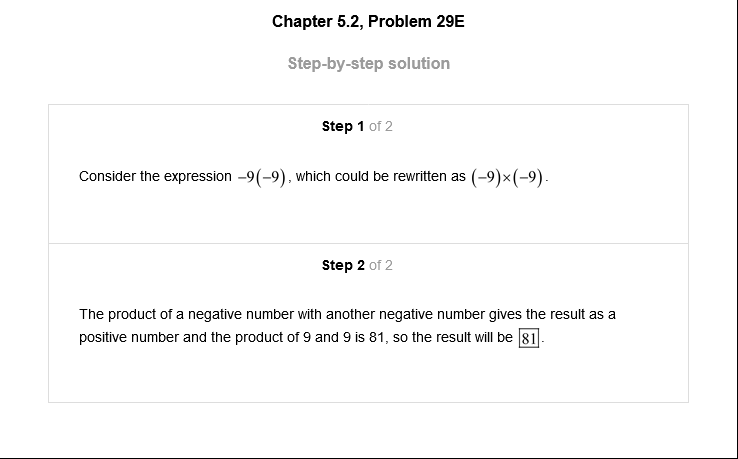 Chapter 5.2, Problem 29E
Step-by-step solution
Step 1 of 2
Consider the expression −9(−9), which could be rewritten as (−9)×(−9).
Step 2 of 2
The product of a negative number with another negative number gives the result as a
positive number and the product of 9 and 9 is 81, so the result will be 81.